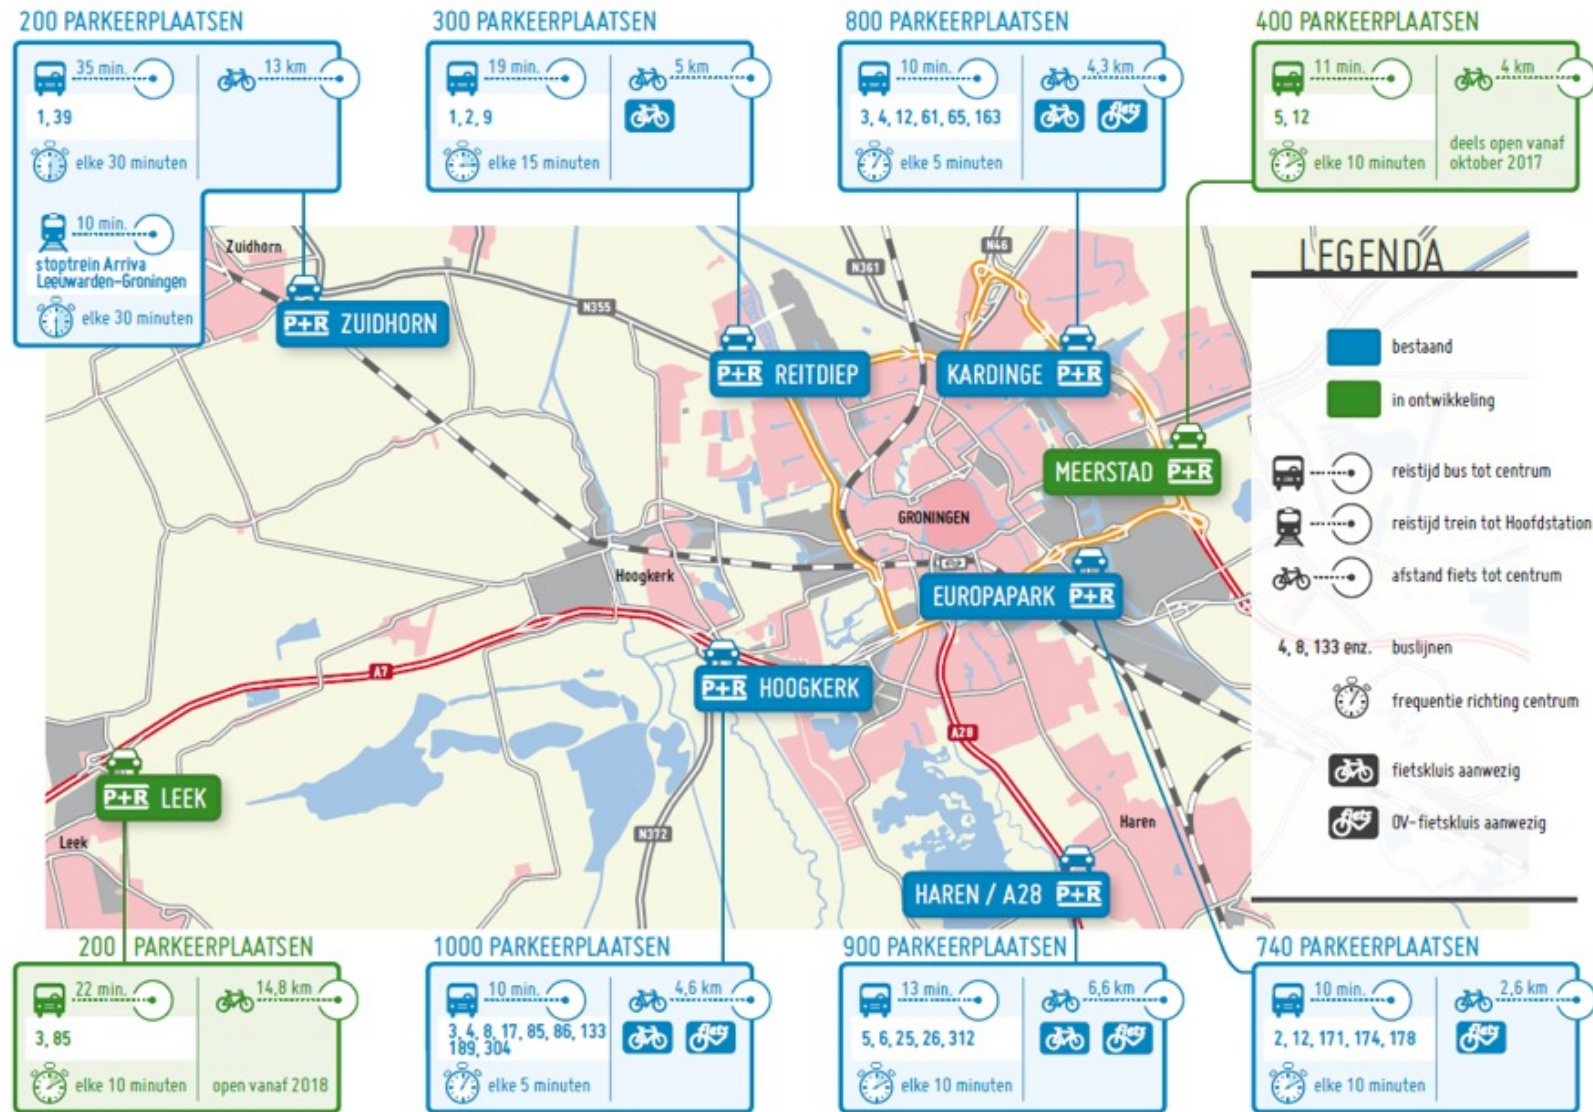 200 PARKEERPLAATSEN
35 min.
13 km
1, 39
elke 30 minuten
10 min.
stoptrein Arriva
Leeuwarden-Groningen
elke 30 minuten
300 PARKEERPLAATSEN
19 min.
5 km
1, 2, 9
elke 15 minuten
800 PARKEERPLAATSEN
10 min.
4,3 km
3, 4, 12, 61, 65, 163
fiets
elke 5 minuten
400 PARKEERPLAATSEN
11 min.
4 km
5, 12
elke 10 minuten
deels open vanaf
oktober 2017
Zuidhorn
P+R ZUIDHORN
N355
N361
N46
P+R REITDIEP
KARDINGE P+R
MEERSTAD P+R
GRONINGEN
Hoogkerk
EUROPAPARK P+R
A7
P+R HOOGKERK
A28
P+R LEEK
Leek
N372
Haren
HAREN / A28 P+R
LEGENDA
bestaand
in ontwikkeling
reistijd bus tot centrum
reistijd trein tot Hoofdstation
afstand fiets tot centrum
4, 8, 133 enz. buslijnen
frequentie richting centrum
fietskluis aanwezig
fiets OV-fietskluis aanwezig
200 PARKEERPLAATSEN
22 min.
14,8 km
3, 85
elke 10 minuten
open vanaf 2018
1000 PARKEERPLAATSEN
10 min.
4,6 km
3, 4, 8, 17, 85, 86, 133
189, 304
fiets
elke 5 minuten
900 PARKEERPLAATSEN
13 min.
6,6 km
5, 6, 25, 26, 312
fiets
elke 10 minuten
740 PARKEERPLAATSEN
10 min.
2,6 km
2, 12, 171, 174, 178
fiets
elke 10 minuten